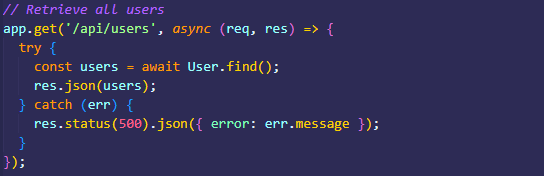 // Retrieve all users
app.get('/api/users', async (req, res) => {
  try {
    const users = await User.find();
    res.json(users);
  } catch (err) {
    res.status(500).json({ error: err.message });
  }
});